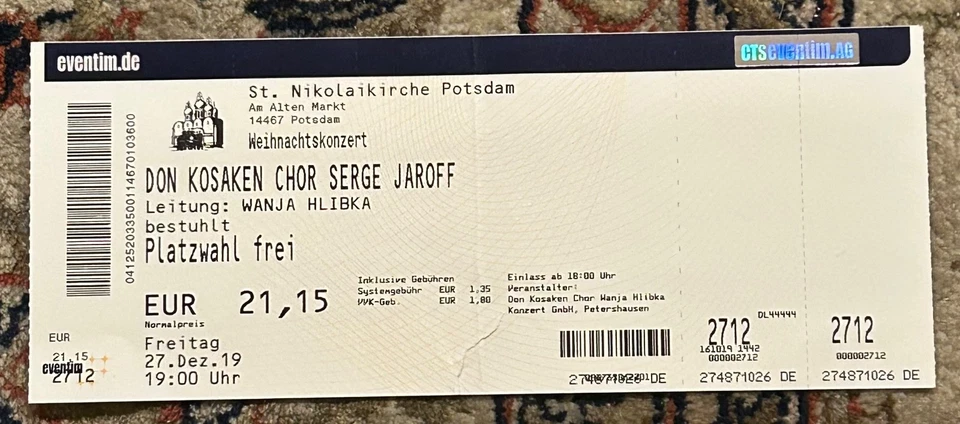 eventim.de
CTS eventim.AG
St. Nikolaikirche Potsdam
Am Alten Markt
14467 Potsdam
Weihnachtskonzert
DON KOSAKEN CHOR SERGE JAROFF
Leitung: WANJA HLIBKA
bestuhlt
Platzwahl frei
041252033500114670103600
EUR 21,15
Normalpreis
Inklusive Gebühren
Systemgebühr EUR 1,35
VVK-Geb. EUR 1,80
Einlass ab 18:00 Uhr
Veranstalter:
Don Kosaken Chor Wanja Hlibka
Konzert GmbH, Petershausen
Freitag
27.Dez.19
19:00 Uhr
EUR
21,15
eventim
2712
DL44444
2712
161019 1442
000002712
274871026 DE
2712
000002712
274871026 DE